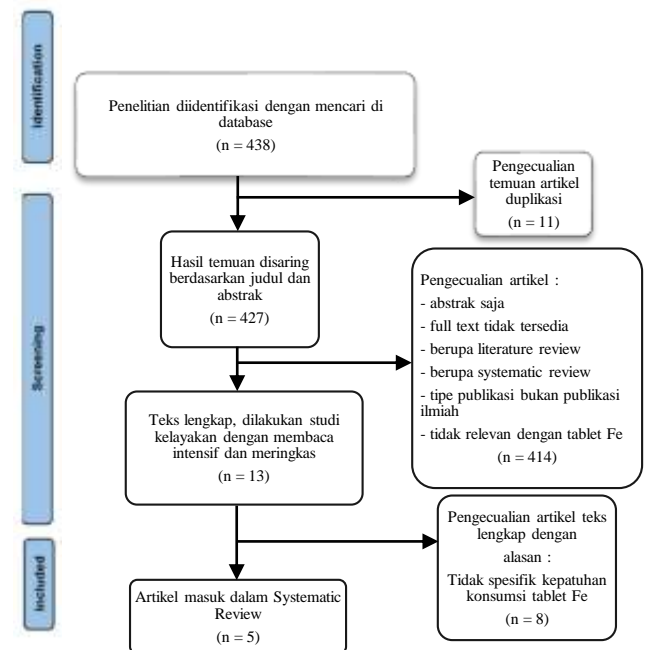 Identification
Penelitian diidentifikasi dengan mencari di
database
(n = 438)
Pengecualian
temuan artikel
duplikasi
(n = 11)
Screening
Hasil temuan disaring
berdasarkan judul dan
abstrak
(n = 427)
Pengecualian artikel :
- abstrak saja
- full text tidak tersedia
- berupa literature review
- berupa systematic review
- tipe publikasi bukan publikasi
ilmiah
- tidak relevan dengan tablet Fe
(n = 414)
Teks lengkap, dilakukan studi
kelayakan dengan membaca
intensif dan meringkas
(n = 13)
Pengecualian artikel teks
lengkap dengan
alasan :
Tidak spesifik kepatuhan
konsumsi tablet Fe
(n = 8)
Included
Artikel masuk dalam Systematic
Review
(n = 5)